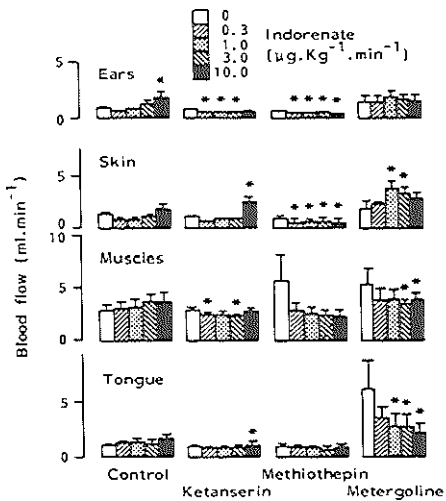 0
0.3
1.0
3.0
10.0
Indorenate
(µg.Kg⁻¹.min⁻¹)
Blood flow (ml.min⁻¹)
Ears
5
0
* * * * * * * * *
Skin
5
0
* * * * * * *
Muscles
10
5
0
* * * *
Tongue
5
0
* * * *
Control
Ketanserin
Methiothepin
Metergoline